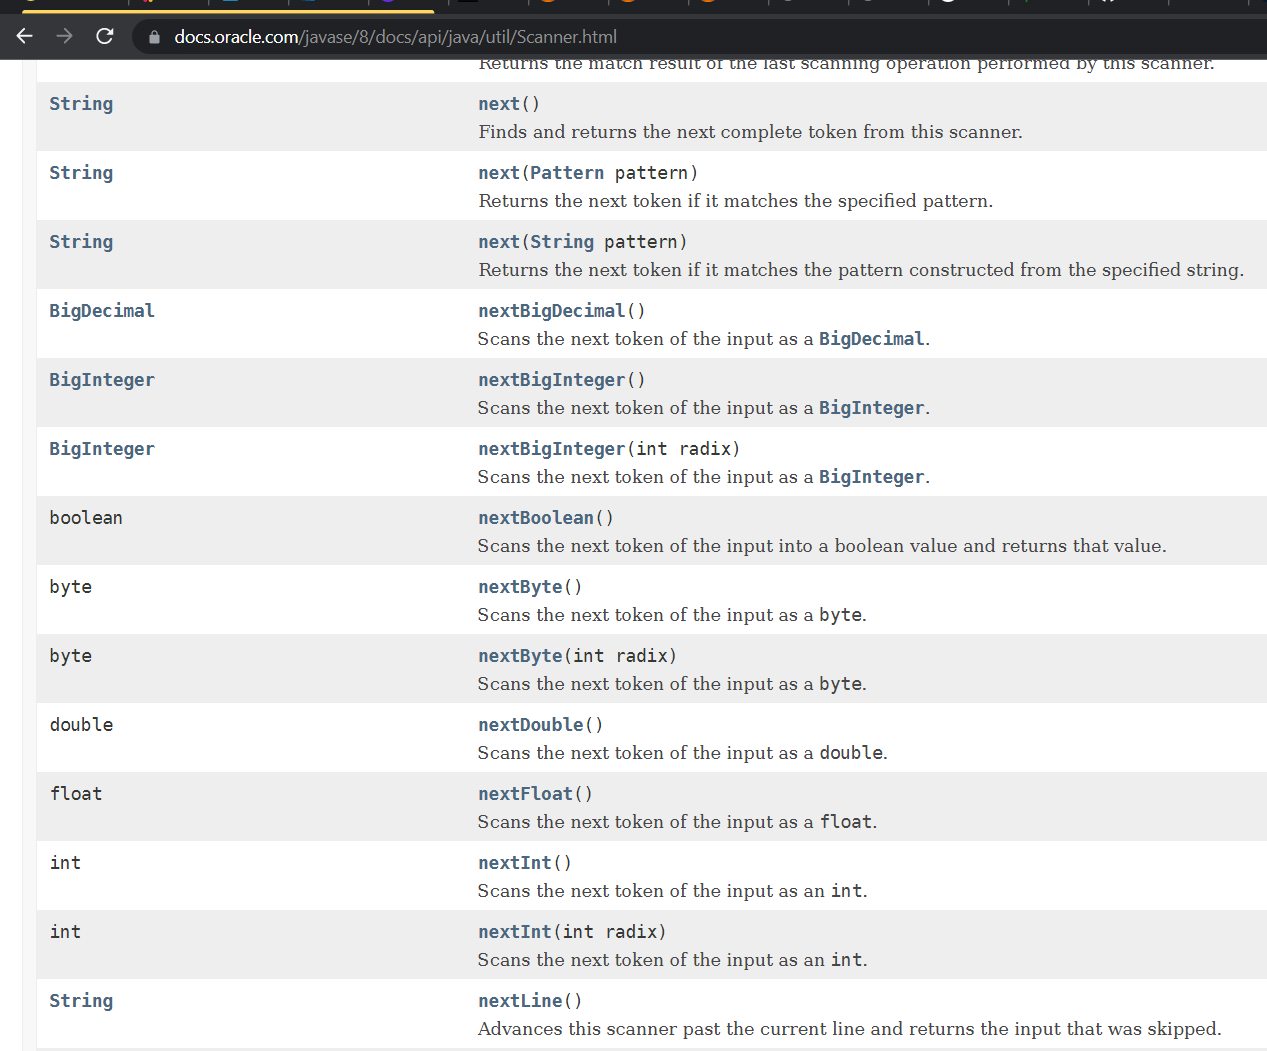 docs.oracle.com/javase/8/docs/api/java/util/Scanner.html
Returns the match result of the last scanning operation performed by this scanner.
String next()
Finds and returns the next complete token from this scanner.
String next(Pattern pattern)
Returns the next token if it matches the specified pattern.
String next(String pattern)
Returns the next token if it matches the pattern constructed from the specified string.
BigDecimal nextBigDecimal()
Scans the next token of the input as a BigDecimal.
BigInteger nextBigInteger()
Scans the next token of the input as a BigInteger.
BigInteger nextBigInteger(int radix)
Scans the next token of the input as a BigInteger.
boolean nextBoolean()
Scans the next token of the input into a boolean value and returns that value.
byte nextByte()
Scans the next token of the input as a byte.
byte nextByte(int radix)
Scans the next token of the input as a byte.
double nextDouble()
Scans the next token of the input as a double.
float nextFloat()
Scans the next token of the input as a float.
int nextInt()
Scans the next token of the input as an int.
int nextInt(int radix)
Scans the next token of the input as an int.
String nextLine()
Advances this scanner past the current line and returns the input that was skipped.